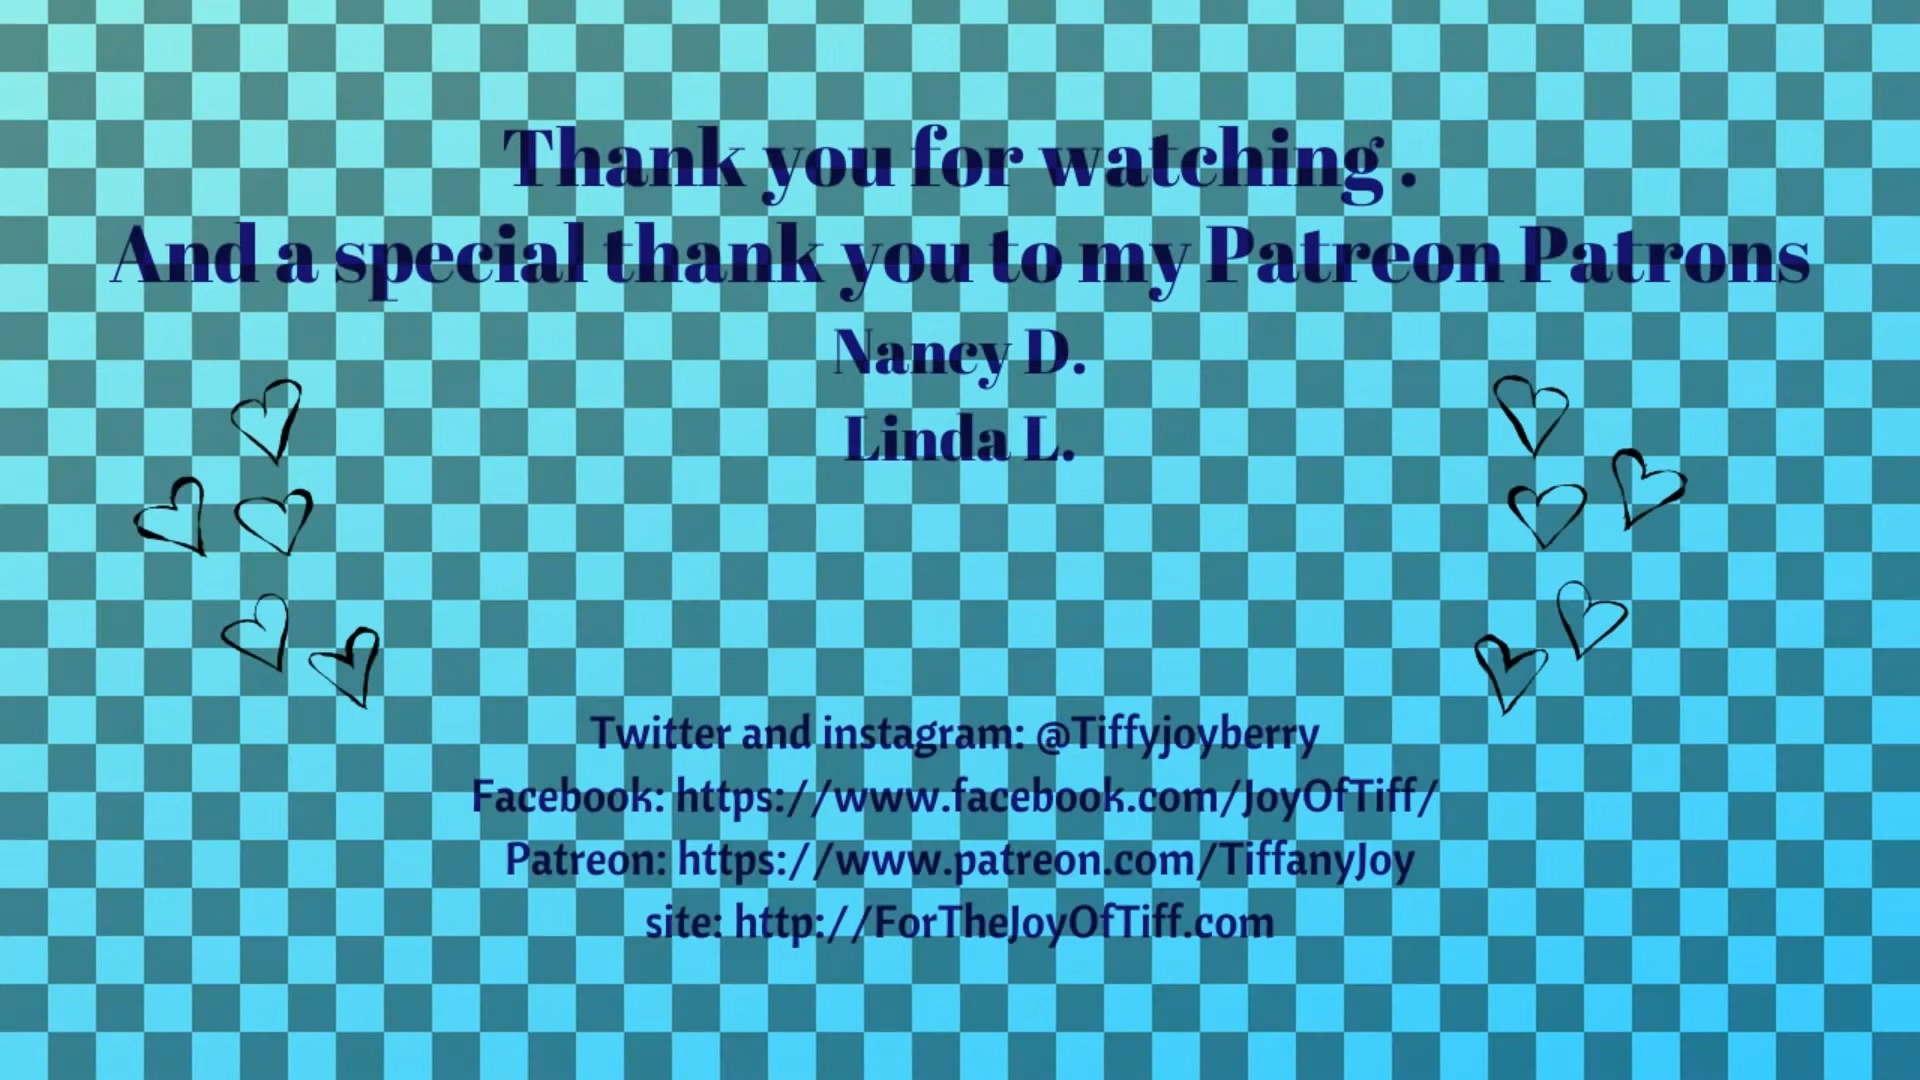 Thank you for watching .
And a special thank you to my Patreon Patrons
Nancy D.
Linda L.
Twitter and instagram: @Tiffyjoyberry
Facebook: https://www.facebook.com/JoyOfTiff/
Patreon: https://www.patreon.com/TiffanyJoy
site: http://ForTheJoyOfTiff.com